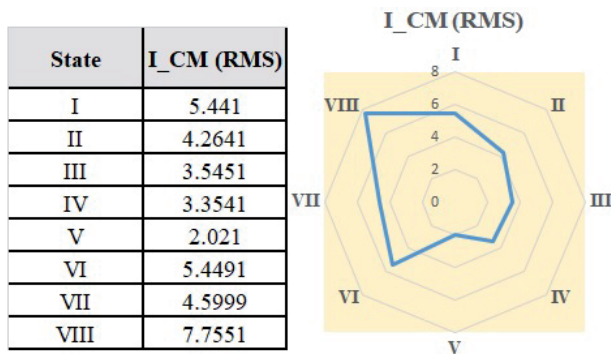 State I_CM (RMS)
I 5.441
II 4.2641
III 3.5451
IV 3.3541
V 2.021
VI 5.4491
VII 4.5999
VIII 7.7551
I_CM (RMS)
I
8
VIII 6 II
4
2
VII 0 III
VI IV
V